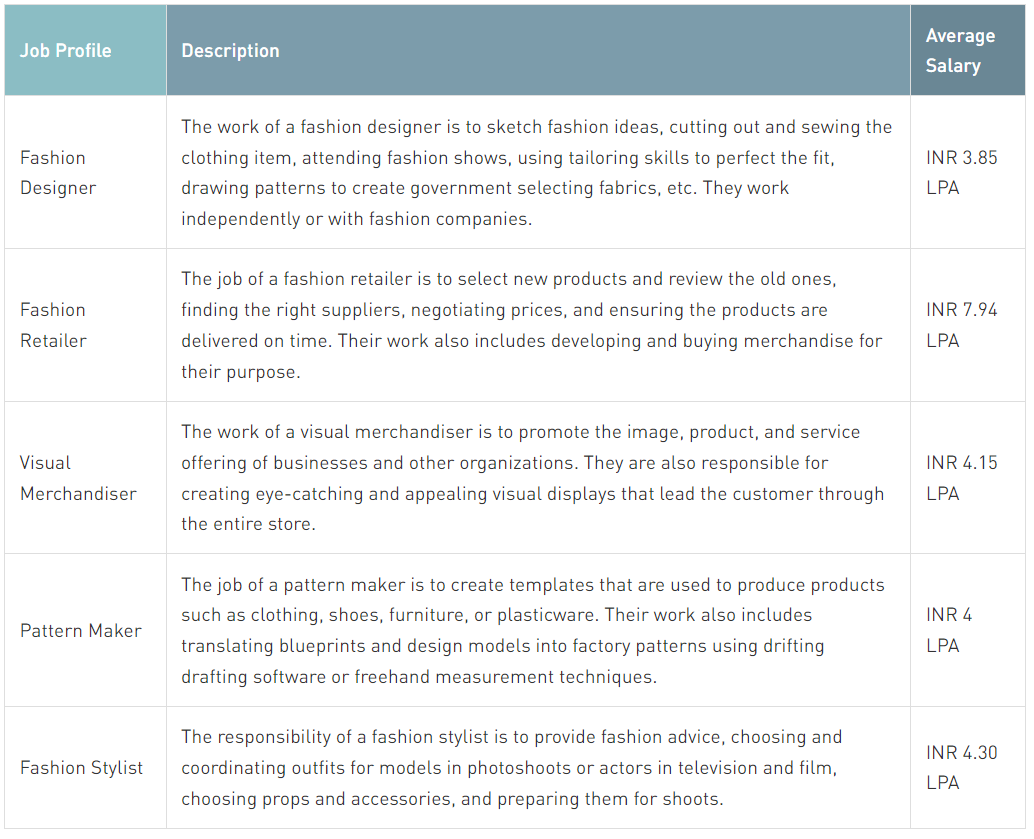 Job Profile
Description
Average
Salary
Fashion
Designer
The work of a fashion designer is to sketch fashion ideas, cutting out and sewing the
clothing item, attending fashion shows, using tailoring skills to perfect the fit,
drawing patterns to create government selecting fabrics, etc. They work
independently or with fashion companies.
INR 3.85
LPA
Fashion
Retailer
The job of a fashion retailer is to select new products and review the old ones,
finding the right suppliers, negotiating prices, and ensuring the products are
delivered on time. Their work also includes developing and buying merchandise for
their purpose.
INR 7.94
LPA
Visual
Merchandiser
The work of a visual merchandiser is to promote the image, product, and service
offering of businesses and other organizations. They are also responsible for
creating eye-catching and appealing visual displays that lead the customer through
the entire store.
INR 4.15
LPA
Pattern Maker
The job of a pattern maker is to create templates that are used to produce products
such as clothing, shoes, furniture, or plasticware. Their work also includes
translating blueprints and design models into factory patterns using drifting
drafting software or freehand measurement techniques.
INR 4
LPA
Fashion Stylist
The responsibility of a fashion stylist is to provide fashion advice, choosing and
coordinating outfits for models in photoshoots or actors in television and film,
choosing props and accessories, and preparing them for shoots.
INR 4.30
LPA